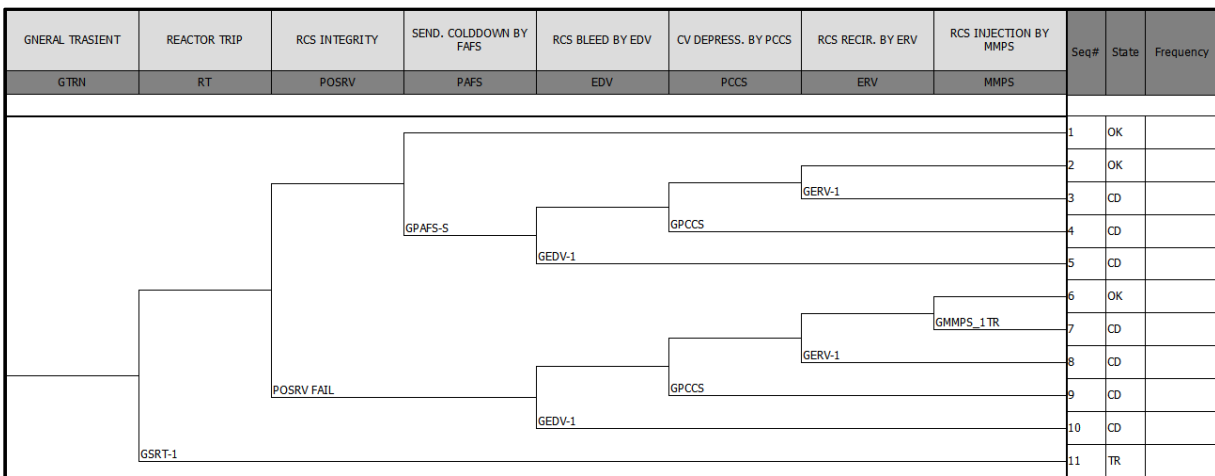 GNERAL TRASIENT
REACTOR TRIP
RCS INTEGRITY
SEND. COLDDOWN BY
FAFS
RCS BLEED BY EDV
CV DEPRESS. BY PCCS
RCS RECIR. BY ERV
RCS INJECTION BY
MMPS
Seq#
State
Frequency
GTRN
RT
POSRV
PAFS
EDV
PCCS
ERV
MMPS
1 OK
2 OK
GERV-1
3 CD
GPAFS-S
GPCCS
4 CD
GEDV-1
5 CD
6 OK
GMMPS_1TR
7 CD
GERV-1
8 CD
POSRV FAIL
GPCCS
9 CD
GEDV-1
10 CD
GSRT-1
11 TR